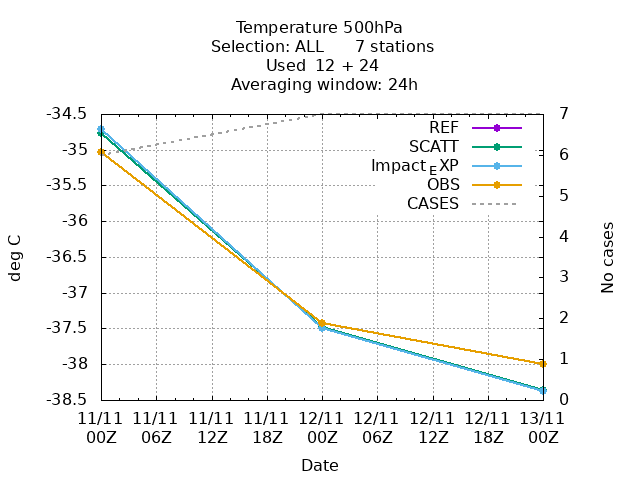 Temperature 500hPa
Selection: ALL 7 stations
Used 12 + 24
Averaging window: 24h
-34.5
-35
-35.5
-36
-36.5
-37
-37.5
-38
-38.5
deg C
REF
SCATT
Impact_EXP
OBS
CASES
7
6
5
4
3
2
1
0
No cases
11/11 11/11 11/11 11/11 12/11 12/11 12/11 12/11 13/11
00Z 06Z 12Z 18Z 00Z 06Z 12Z 18Z 00Z
Date